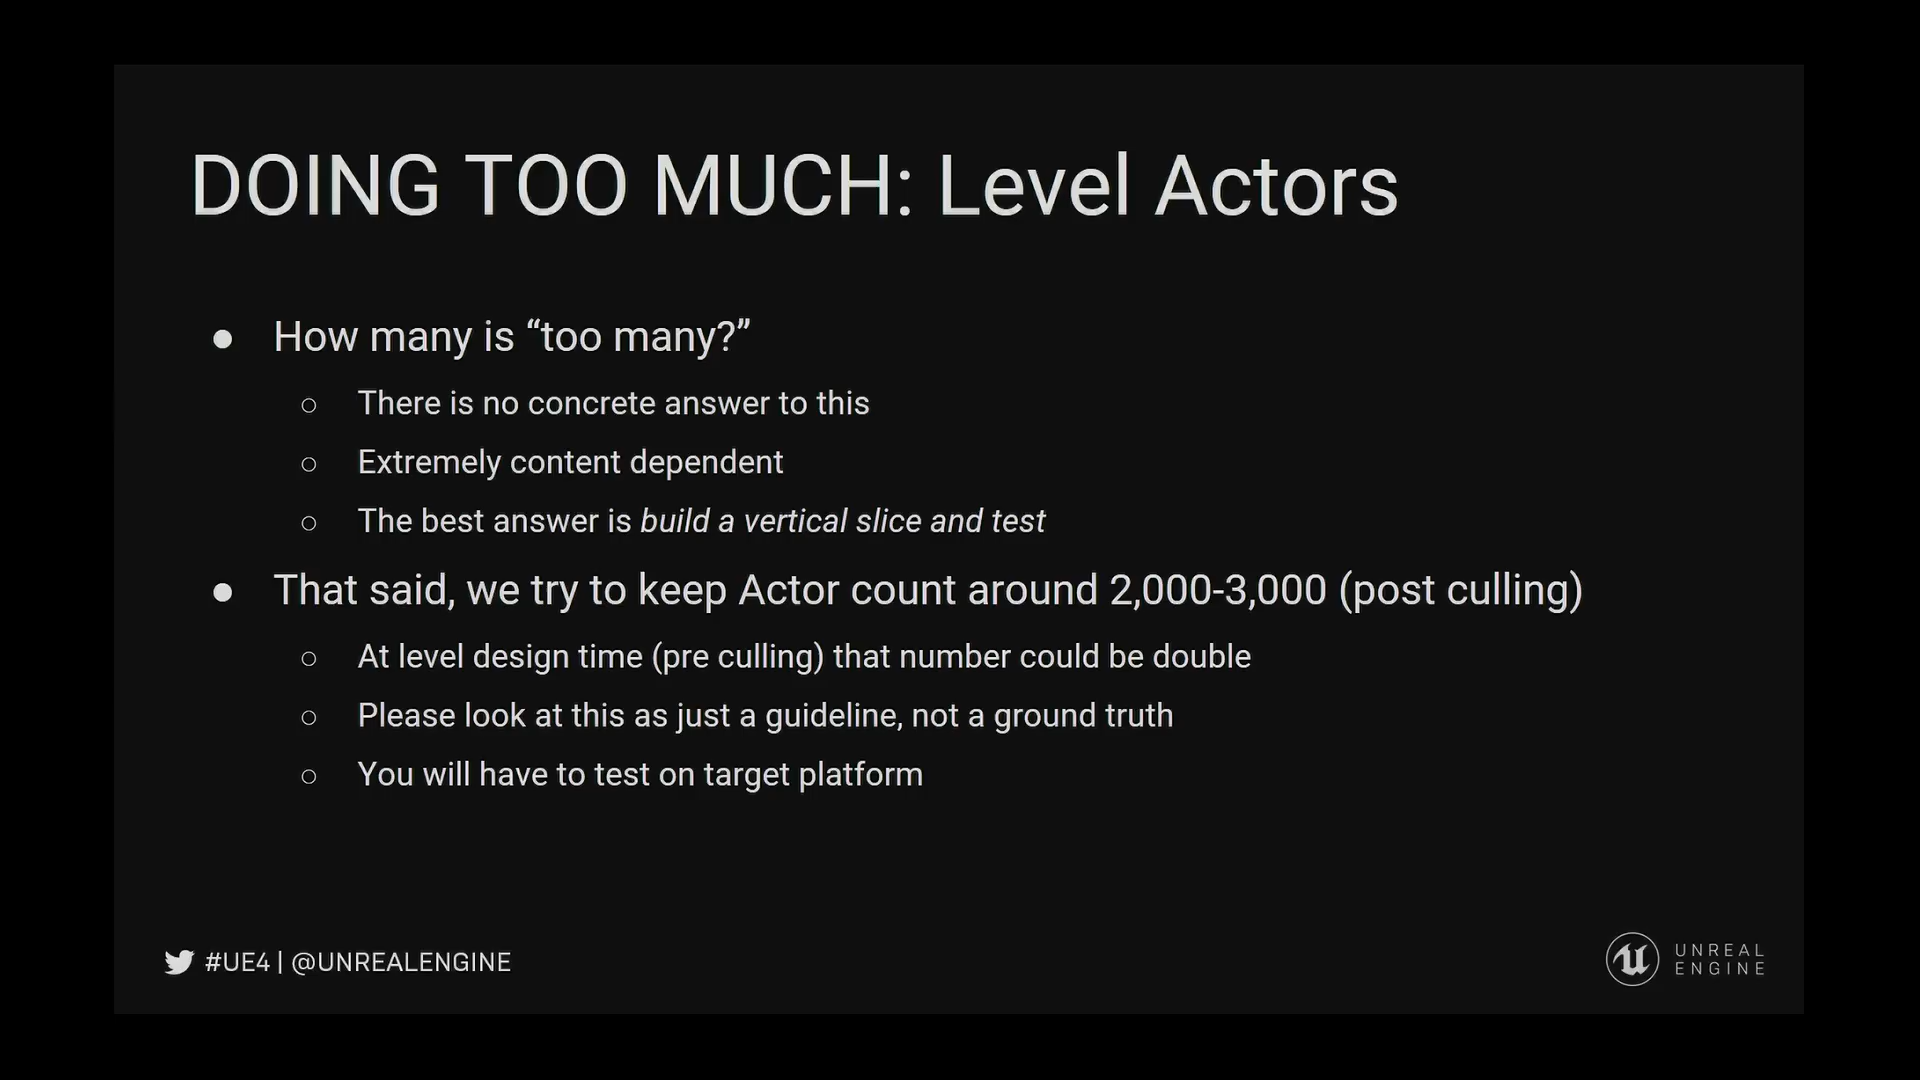 DOING TOO MUCH: Level Actors
● How many is “too many?”
○ There is no concrete answer to this
○ Extremely content dependent
○ The best answer is build a vertical slice and test
● That said, we try to keep Actor count around 2,000-3,000 (post culling)
○ At level design time (pre culling) that number could be double
○ Please look at this as just a guideline, not a ground truth
○ You will have to test on target platform
#UE4 | @UNREALENGINE
UNREAL
ENGINE